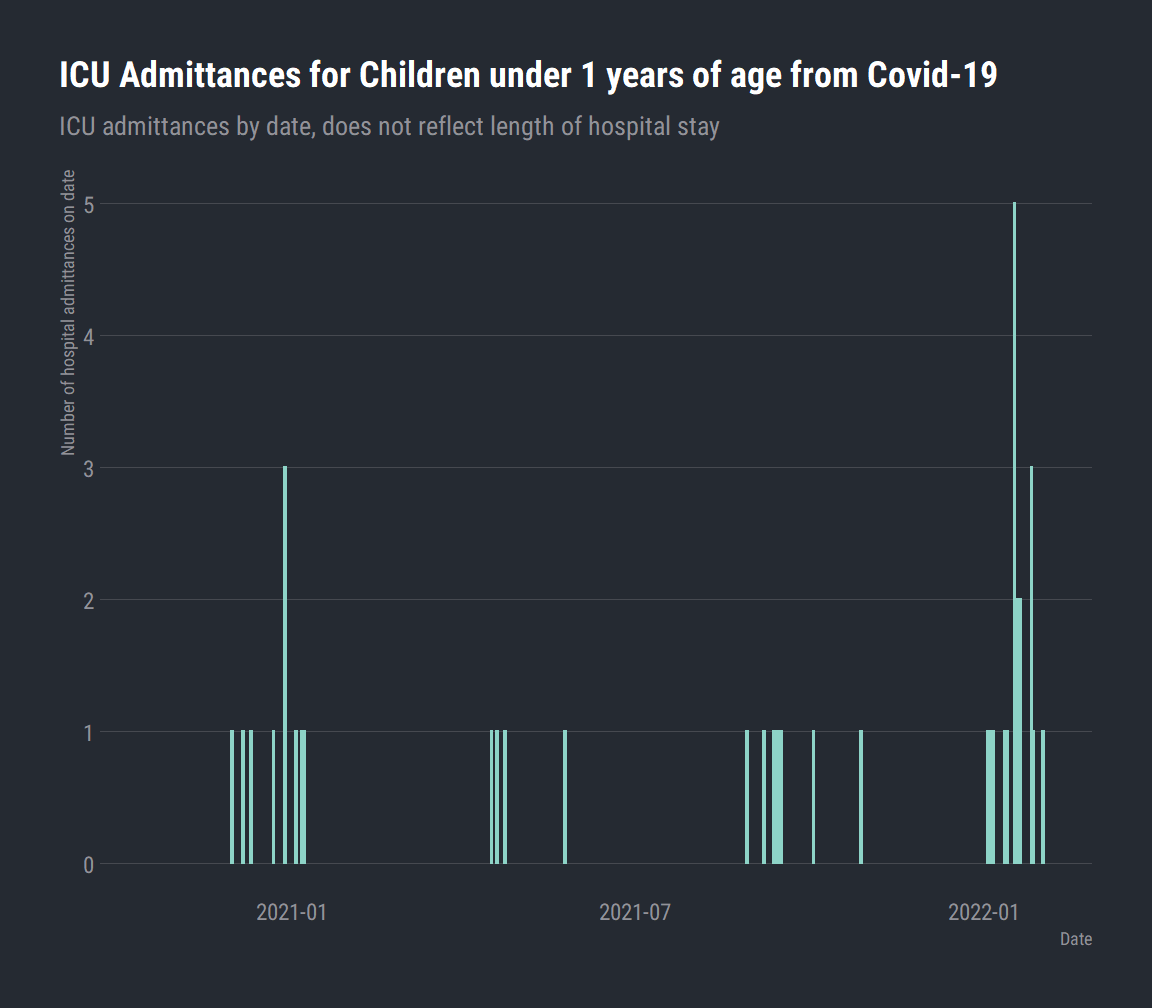 ICU Admittances for Children under 1 years of age from Covid-19
ICU admittances by date, does not reflect length of hospital stay
Number of hospital admittances on date
5
4
3
2
1
0
2021-01
2021-07
2022-01
Date